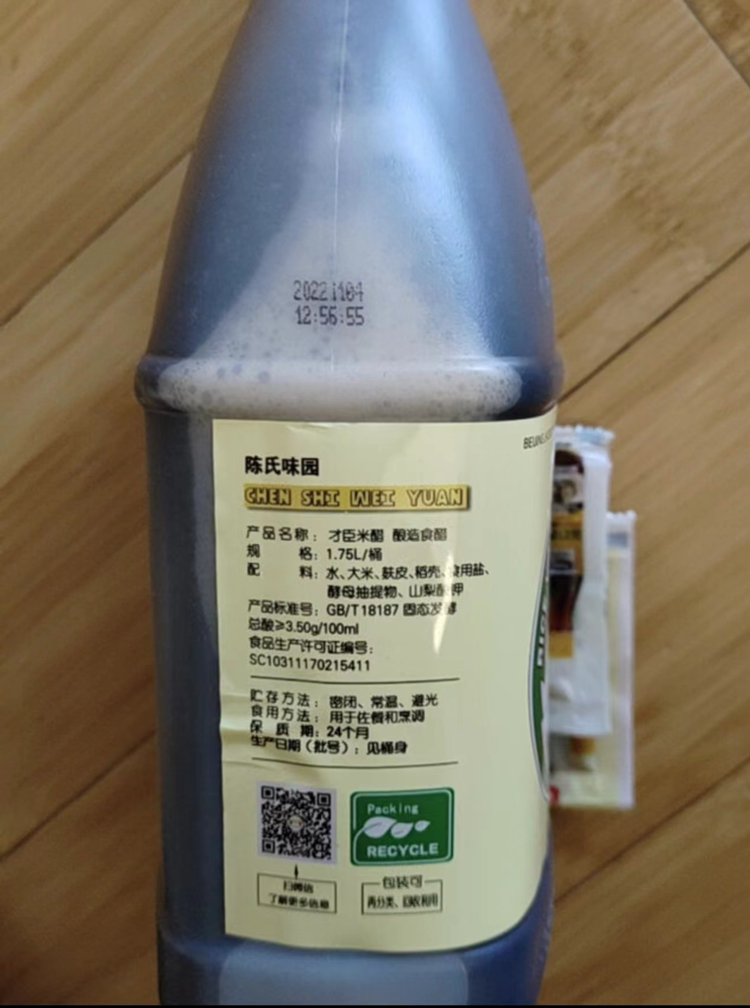 20221104
12:56:55
陈氏味园
CHEN SHI WEI YUAN
产品名称：才臣米醋 酿造食醋
规 格：1.75L/桶
配 料：水、大米、麸皮、稻壳、食用盐、
酵母抽提物、山梨酸钾
产品标准号：GB/T18187 固态发酵
总酸≥3.50g/100ml
食品生产许可证编号：
SC10311170215411
贮存方法：密闭、常温、避光
食用方法：用于佐餐和烹调
保 质 期：24个月
生产日期（批号）：见桶身
Packing
RECYCLE
扫微信
了解更多信息
包装可
再分类、回收利用